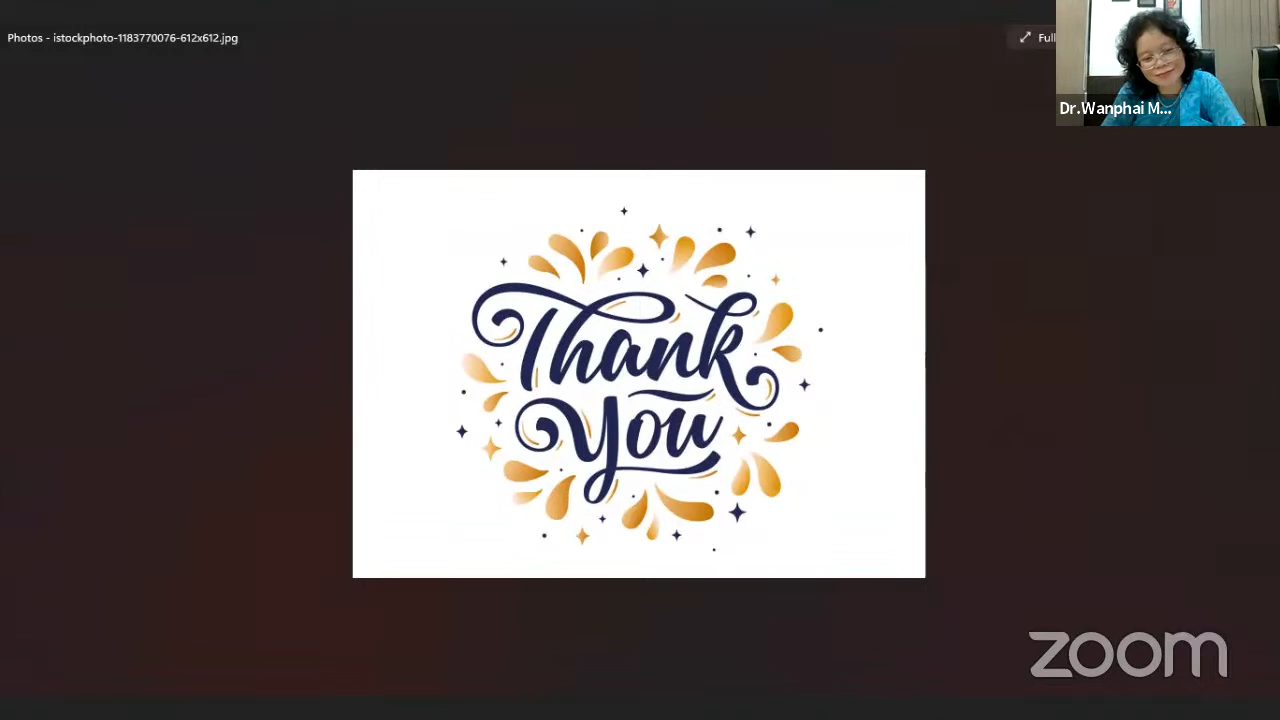 Photos - istockphoto-1183770076-612x612.jpg
Full
Dr.Wanphai M...
Thank
You
zoom